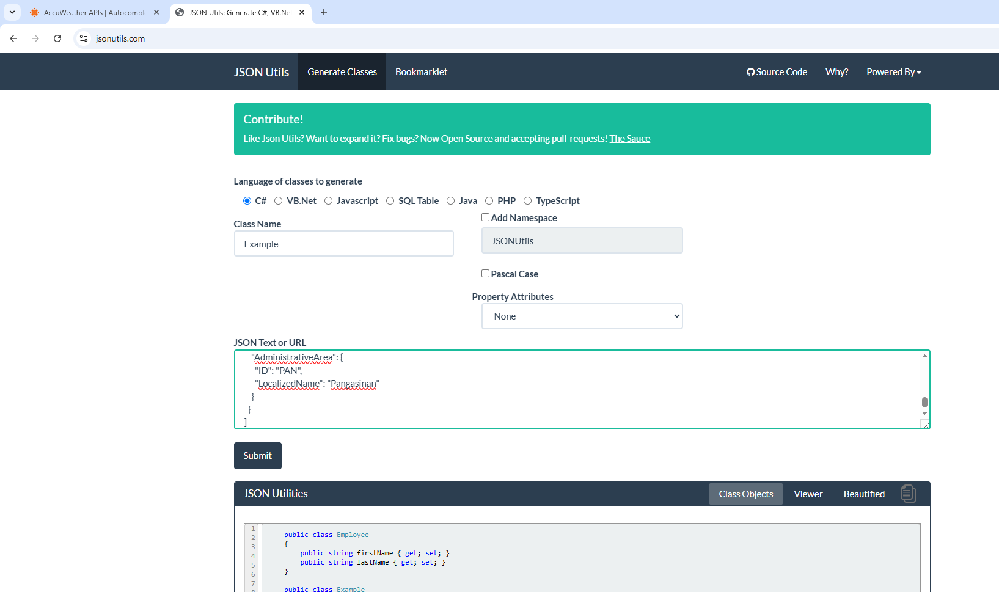 AccuWeather APIs | Autocomple
JSON Utils: Generate C#, VB.Ne
jsonutils.com
JSON Utils
Generate Classes
Bookmarklet
Source Code
Why?
Powered By
Contribute!
Like Json Utils? Want to expand it? Fix bugs? Now Open Source and accepting pull-requests! The Sauce
Language of classes to generate
C# VB.Net Javascript SQL Table Java PHP TypeScript
Class Name
Example
Add Namespace
JSONUtils
Pascal Case
Property Attributes
None
JSON Text or URL
"AdministrativeArea": {
"ID": "PAN",
"LocalizedName": "Pangasinan"
}
}
]
Submit
JSON Utilities
Class Objects
Viewer
Beautified
1
2 public class Employee
3 {
4 public string firstName { get; set; }
5 public string lastName { get; set; }
6 }
7
8 public class Example